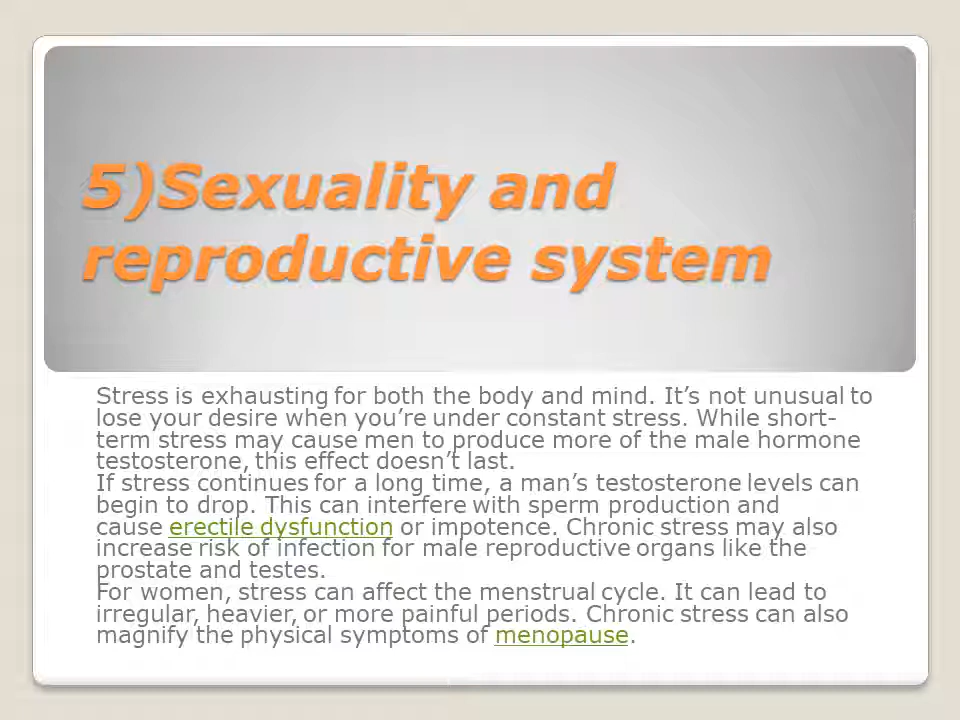 5)Sexuality and
reproductive system
Stress is exhausting for both the body and mind. It’s not unusual to
lose your desire when you’re under constant stress. While short-
term stress may cause men to produce more of the male hormone
testosterone, this effect doesn’t last.
If stress continues for a long time, a man’s testosterone levels can
begin to drop. This can interfere with sperm production and
cause erectile dysfunction or impotence. Chronic stress may also
increase risk of infection for male reproductive organs like the
prostate and testes.
For women, stress can affect the menstrual cycle. It can lead to
irregular, heavier, or more painful periods. Chronic stress can also
magnify the physical symptoms of menopause.